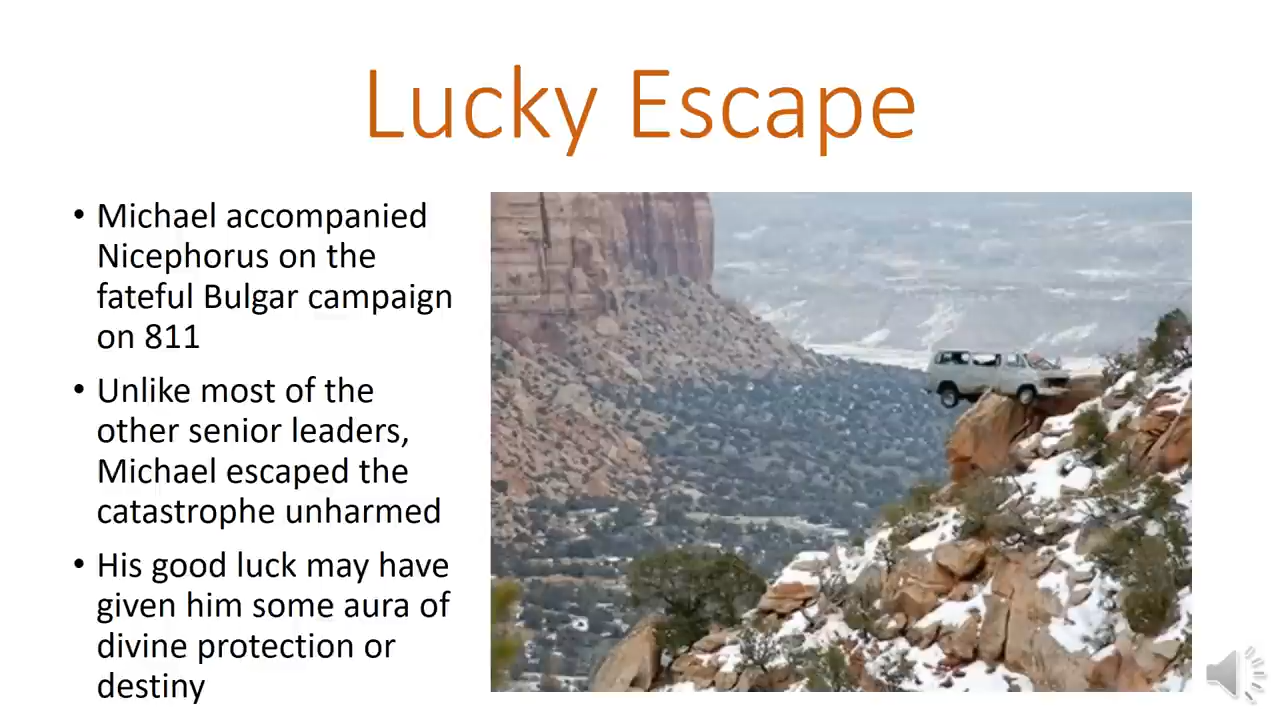 Lucky Escape
• Michael accompanied
Nicephorus on the
fateful Bulgar campaign
on 811
• Unlike most of the
other senior leaders,
Michael escaped the
catastrophe unharmed
• His good luck may have
given him some aura of
divine protection or
destiny